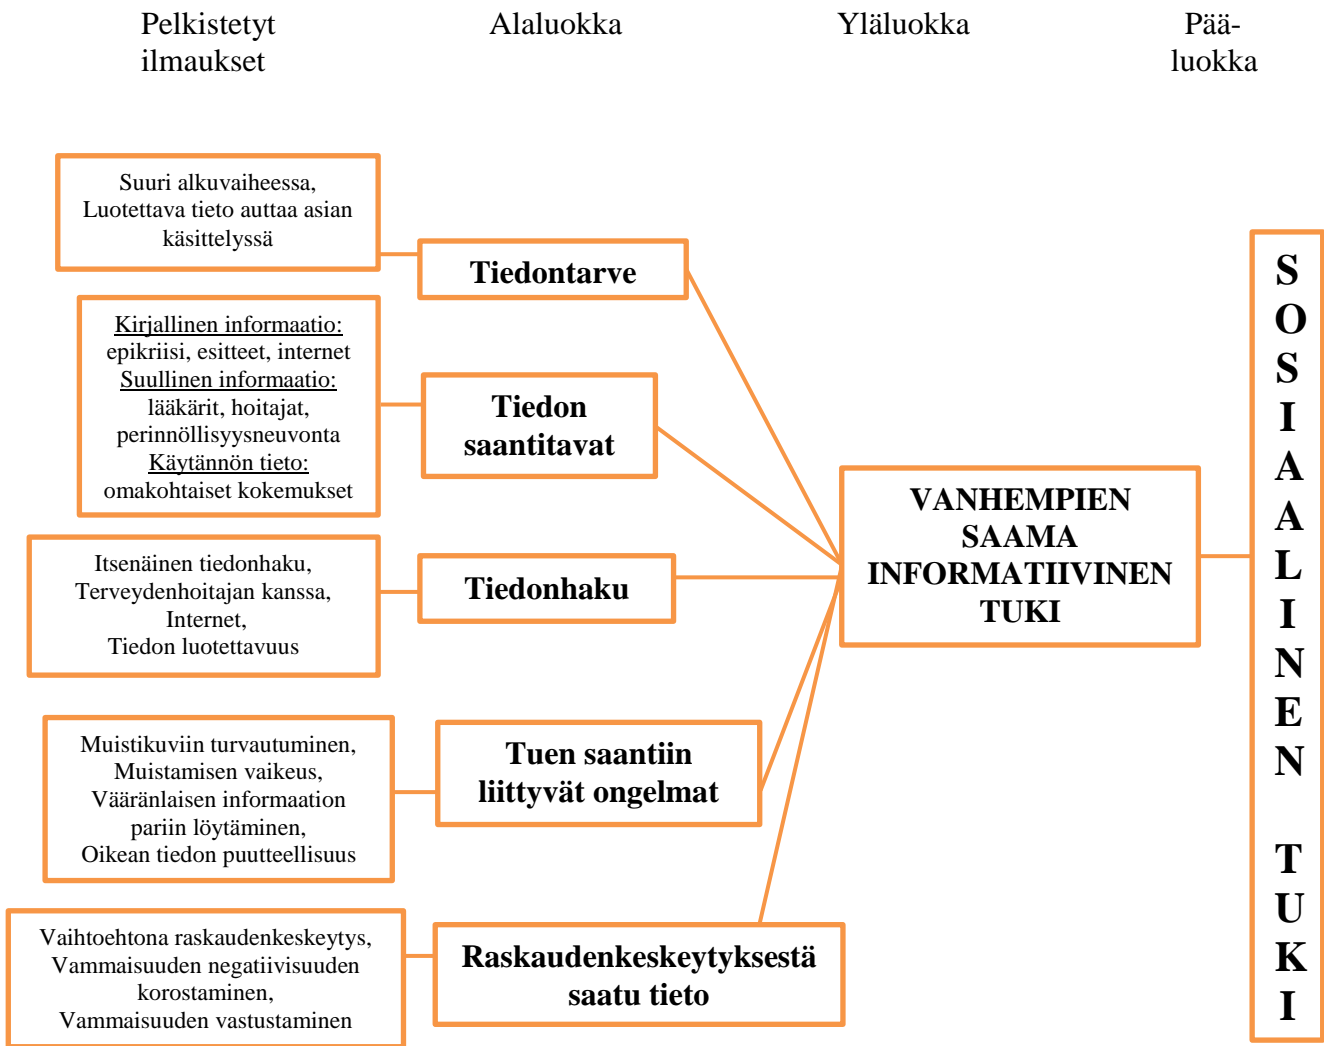 Pelkistetyt
ilmaukset
Alaluokka
Yläluokka
Pää-
luokka
Suuri alkuvaiheessa,
Luotettava tieto auttaa asian
käsittelyssä
Tiedontarve
Kirjallinen informaatio:
epikriisi, esitteet, internet
Suullinen informaatio:
lääkärit, hoitajat,
perinnöllisyysneuvonta
Käytännön tieto:
omakohtaiset kokemukset
Tiedon
saantitavat
Itsenäinen tiedonhaku,
Terveydenhoitajan kanssa,
Internet,
Tiedon luotettavuus
Tiedonhaku
Muistikuviin turvautuminen,
Muistamisen vaikeus,
Vääränlaisen informaation
pariin löytäminen,
Oikean tiedon puutteellisuus
Tuen saantiin
liittyvät ongelmat
Vaihtoehtona raskaudenkeskeytys,
Vammaisuuden negatiivisuuden
korostaminen,
Vammaisuuden vastustaminen
Raskaudenkeskeytyksestä
saatu tieto
VANHEMPIEN
SAAMA
INFORMATIIVINEN
TUKI
SOSIAALINEN TUKI